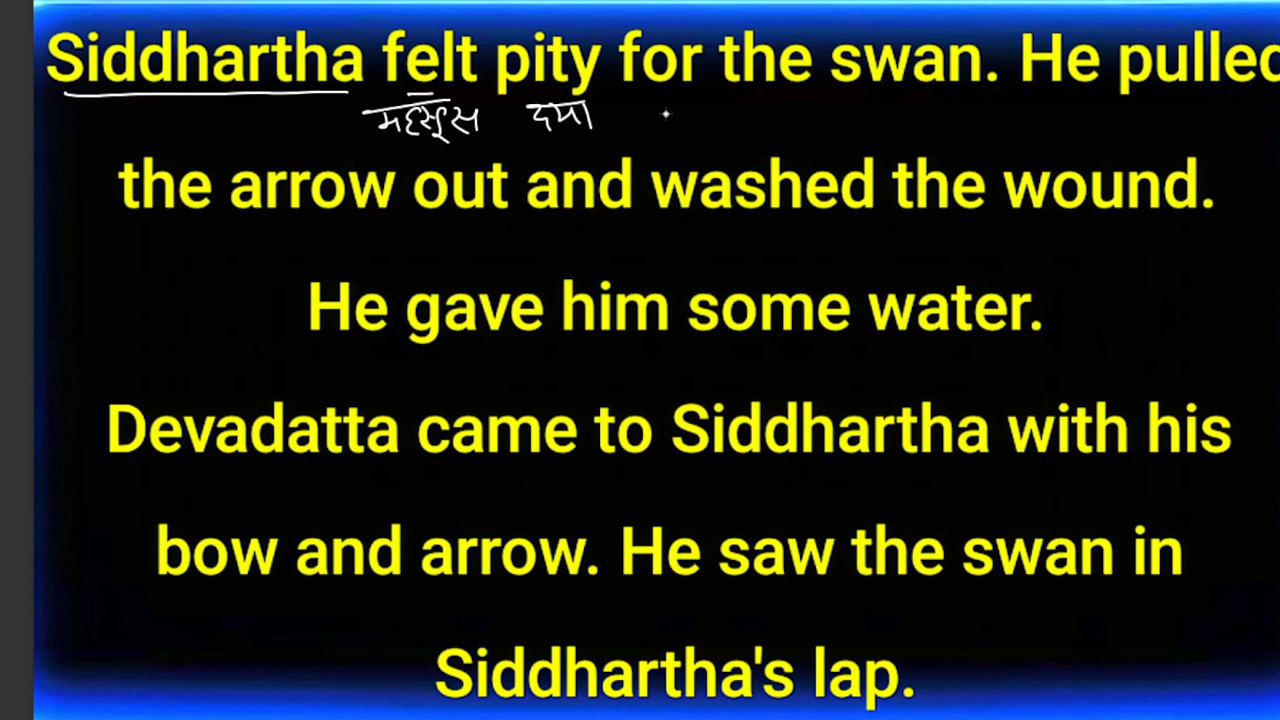 Siddhartha felt pity for the swan. He pulled
महसूस दया
the arrow out and washed the wound.
He gave him some water.
Devadatta came to Siddhartha with his
bow and arrow. He saw the swan in
Siddhartha's lap.